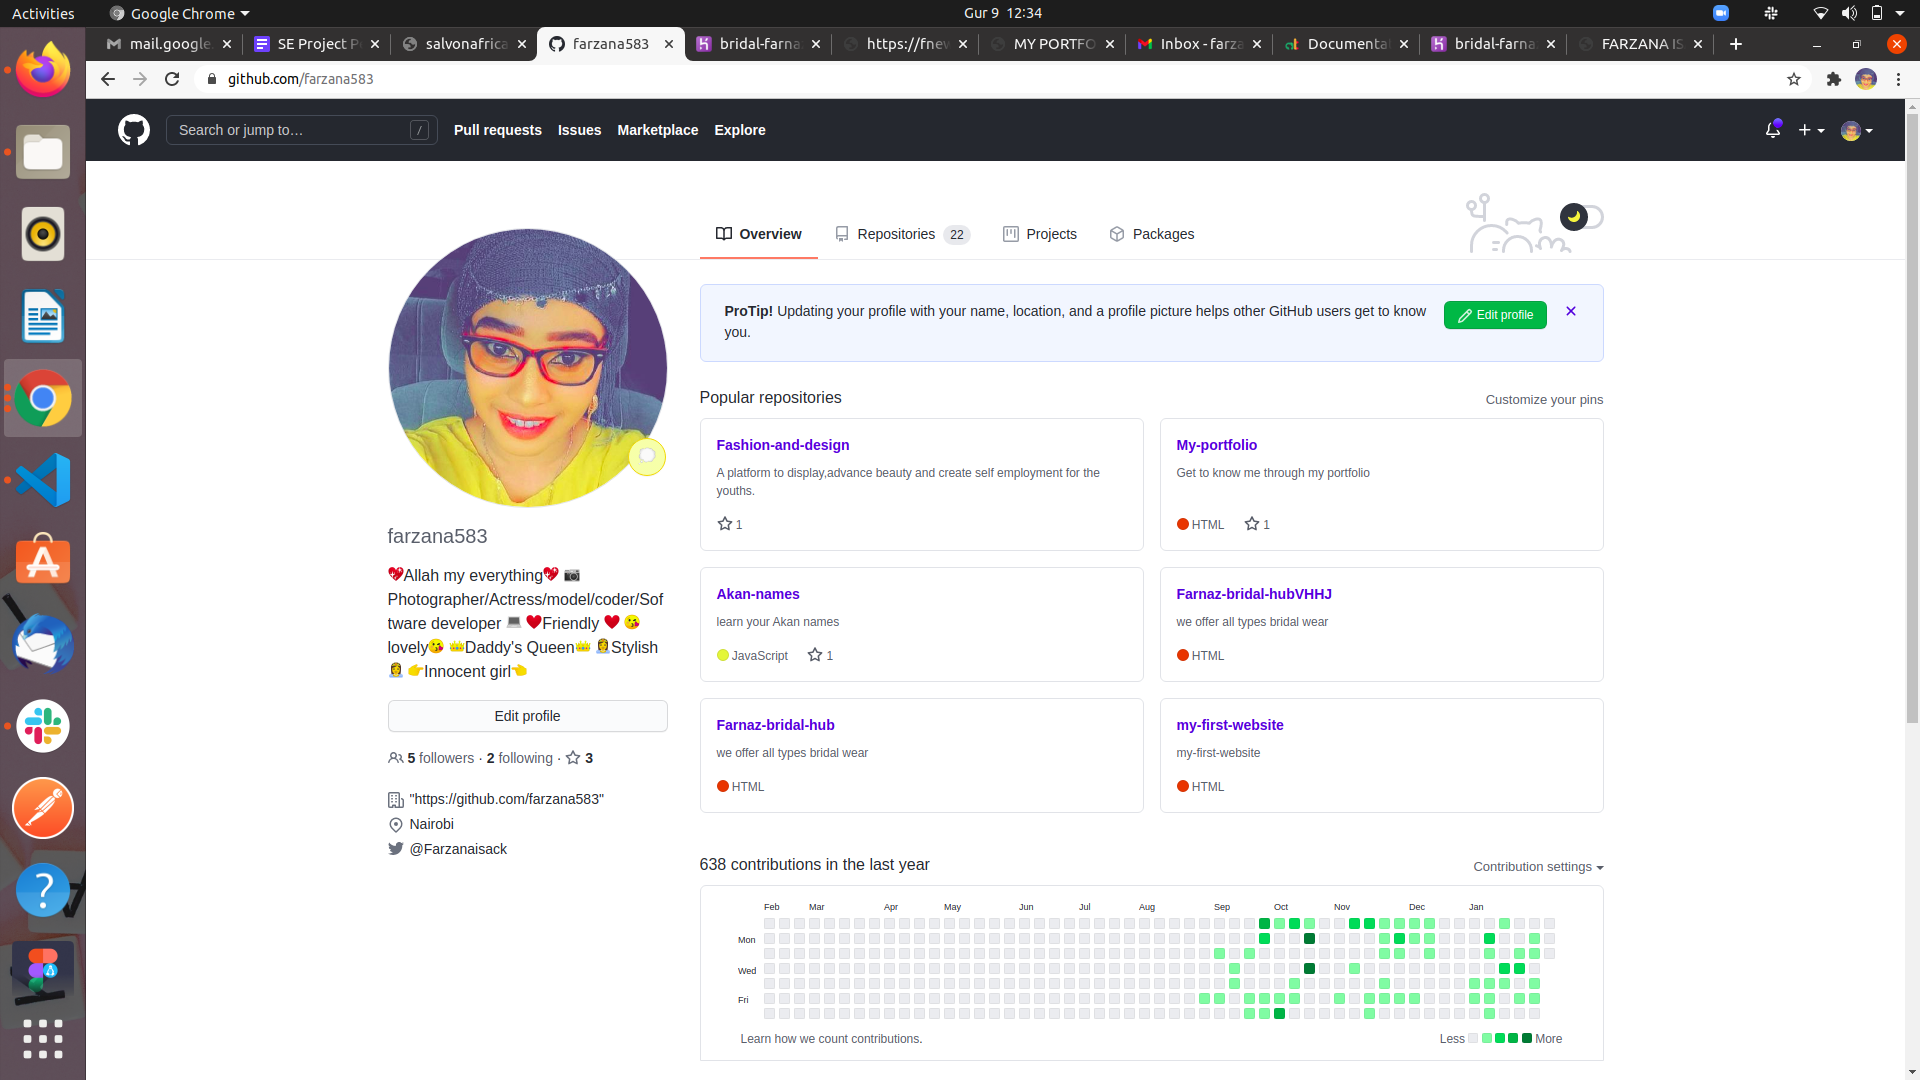 Activities
Google Chrome
Gur 9 12:34
mail.google.
SE Project P
salvonafrica
farzana583
bridal-farna
https://fnew
MY PORTFO
Inbox - farza
Documenta
bridal-farna
FARZANA IS
github.com/farzana583
Search or jump to…
/
Pull requests
Issues
Marketplace
Explore
Overview
Repositories 22
Projects
Packages
ProTip! Updating your profile with your name, location, and a profile picture helps other GitHub users get to know
you.
Edit profile
Popular repositories
Customize your pins
Fashion-and-design
A platform to display,advance beauty and create self employment for the
youths.
1
My-portfolio
Get to know me through my portfolio
HTML 1
Akan-names
learn your Akan names
JavaScript 1
Farnaz-bridal-hubVHHJ
we offer all types bridal wear
HTML
Farnaz-bridal-hub
we offer all types bridal wear
HTML
my-first-website
my-first-website
HTML
farzana583
💖Allah my everything💖 📷
Photographer/Actress/model/coder/Sof
tware developer 💻 ❤Friendly ❤ 😘
lovely😘 👑Daddy's Queen👑 👸Stylish
👸 👉Innocent girl👈
Edit profile
5 followers · 2 following · 3
"https://github.com/farzana583"
Nairobi
@Farzanaisack
638 contributions in the last year
Contribution settings
Feb Mar Apr May Jun Jul Aug Sep Oct Nov Dec Jan
Mon
Wed
Fri
Learn how we count contributions.
Less More